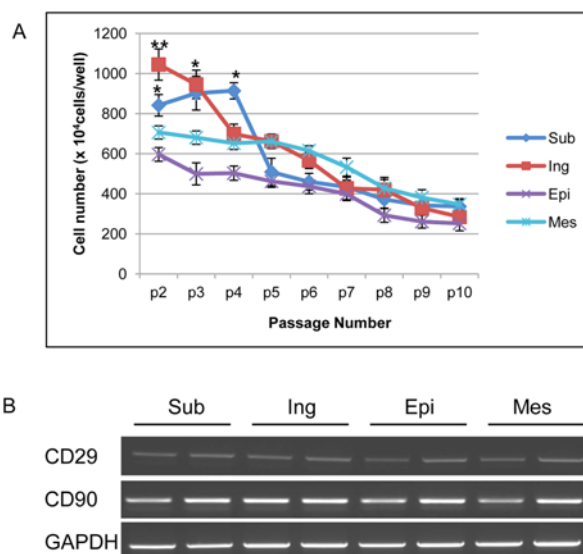 A
Cell number (x 10⁴cells/well)
1200
1000
800
600
400
200
0
** * * *
p2 p3 p4 p5 p6 p7 p8 p9 p10
Passage Number
Sub
Ing
Epi
Mes
B
Sub Ing Epi Mes
CD29
CD90
GAPDH